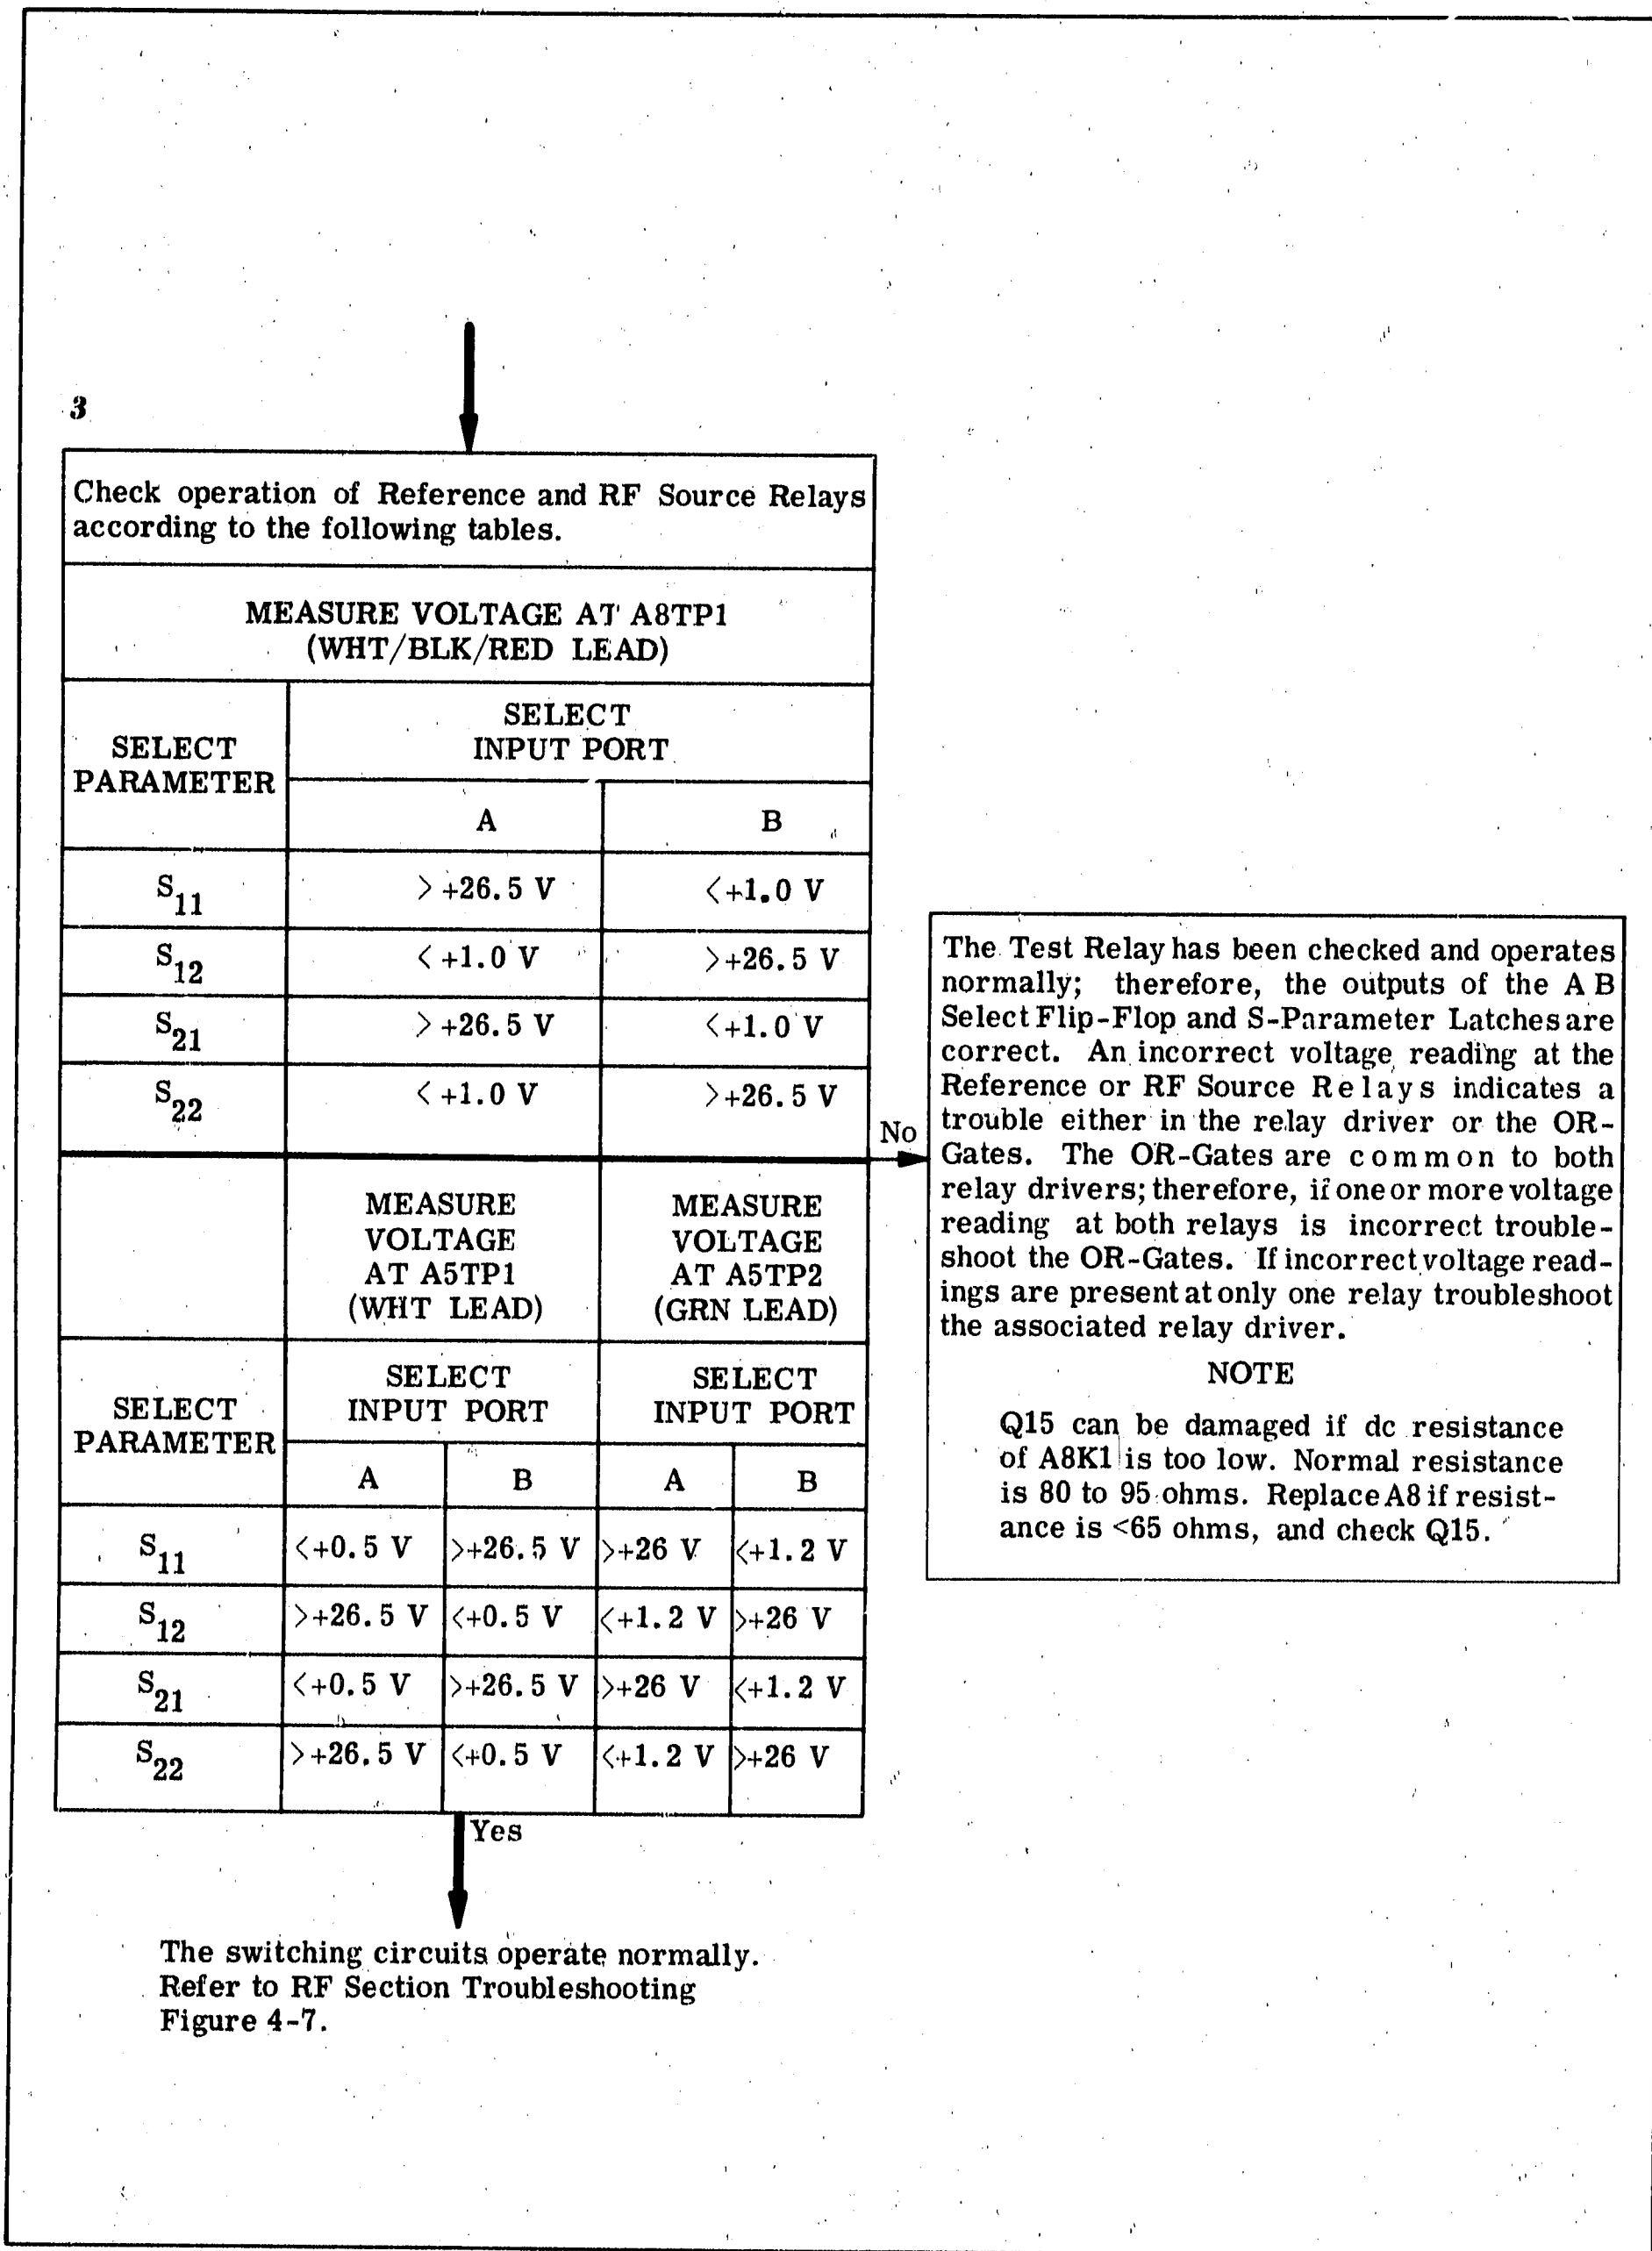 3
Check operation of Reference and RF Source Relays
according to the following tables.
MEASURE VOLTAGE AT A8TP1
(WHT/BLK/RED LEAD)
SELECT
PARAMETER
SELECT
INPUT PORT
A B
S11 >+26.5 V <+1.0 V
S12 <+1.0 V >+26.5 V
S21 >+26.5 V <+1.0 V
S22 <+1.0 V >+26.5 V
No
MEASURE
VOLTAGE
AT A5TP1
(WHT LEAD)
MEASURE
VOLTAGE
AT A5TP2
(GRN LEAD)
SELECT
PARAMETER
SELECT
INPUT PORT
SELECT
INPUT PORT
A B A B
S11 <+0.5 V >+26.5 V >+26 V <+1.2 V
S12 >+26.5 V <+0.5 V <+1.2 V >+26 V
S21 <+0.5 V >+26.5 V >+26 V <+1.2 V
S22 >+26.5 V <+0.5 V <+1.2 V >+26 V
Yes
The switching circuits operate normally.
Refer to RF Section Troubleshooting
Figure 4-7.
The Test Relay has been checked and operates
normally; therefore, the outputs of the A B
Select Flip-Flop and S-Parameter Latches are
correct. An incorrect voltage reading at the
Reference or RF Source Relays indicates a
trouble either in the relay driver or the OR-
Gates. The OR-Gates are common to both
relay drivers; therefore, if one or more voltage
reading at both relays is incorrect trouble-
shoot the OR-Gates. If incorrect voltage read-
ings are present at only one relay troubleshoot
the associated relay driver.
NOTE
Q15 can be damaged if dc resistance
of A8K1 is too low. Normal resistance
is 80 to 95 ohms. Replace A8 if resist-
ance is <65 ohms, and check Q15.